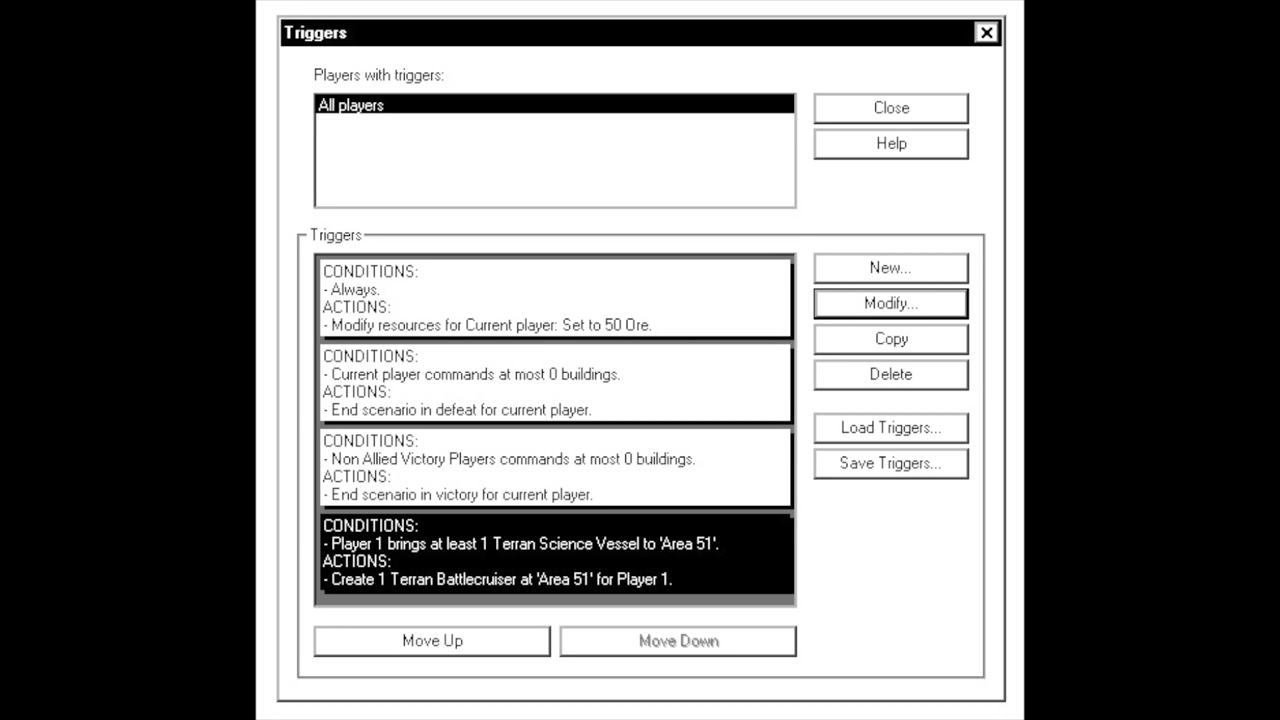 Triggers
Players with triggers:
All players
Close
Help
Triggers
CONDITIONS:
- Always.
ACTIONS:
- Modify resources for Current player: Set to 50 Ore.
CONDITIONS:
- Current player commands at most 0 buildings.
ACTIONS:
- End scenario in defeat for current player.
CONDITIONS:
- Non Allied Victory Players commands at most 0 buildings.
ACTIONS:
- End scenario in victory for current player.
CONDITIONS:
- Player 1 brings at least 1 Terran Science Vessel to 'Area 51'.
ACTIONS:
- Create 1 Terran Battlecruiser at 'Area 51' for Player 1.
New...
Modify...
Copy
Delete
Load Triggers...
Save Triggers...
Move Up
Move Down